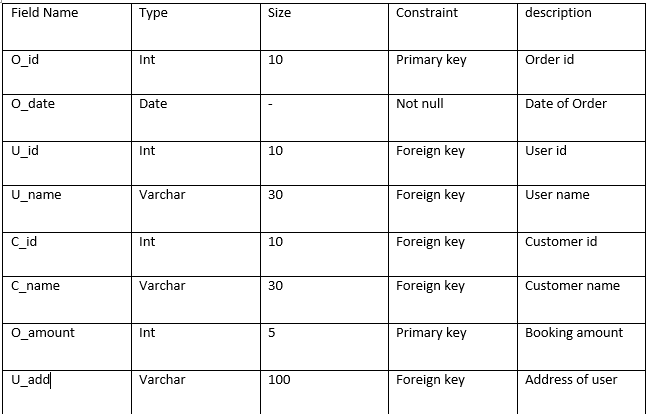 Field Name Type Size Constraint description
O_id Int 10 Primary key Order id
O_date Date - Not null Date of Order
U_id Int 10 Foreign key User id
U_name Varchar 30 Foreign key User name
C_id Int 10 Foreign key Customer id
C_name Varchar 30 Foreign key Customer name
O_amount Int 5 Primary key Booking amount
U_add Varchar 100 Foreign key Address of user